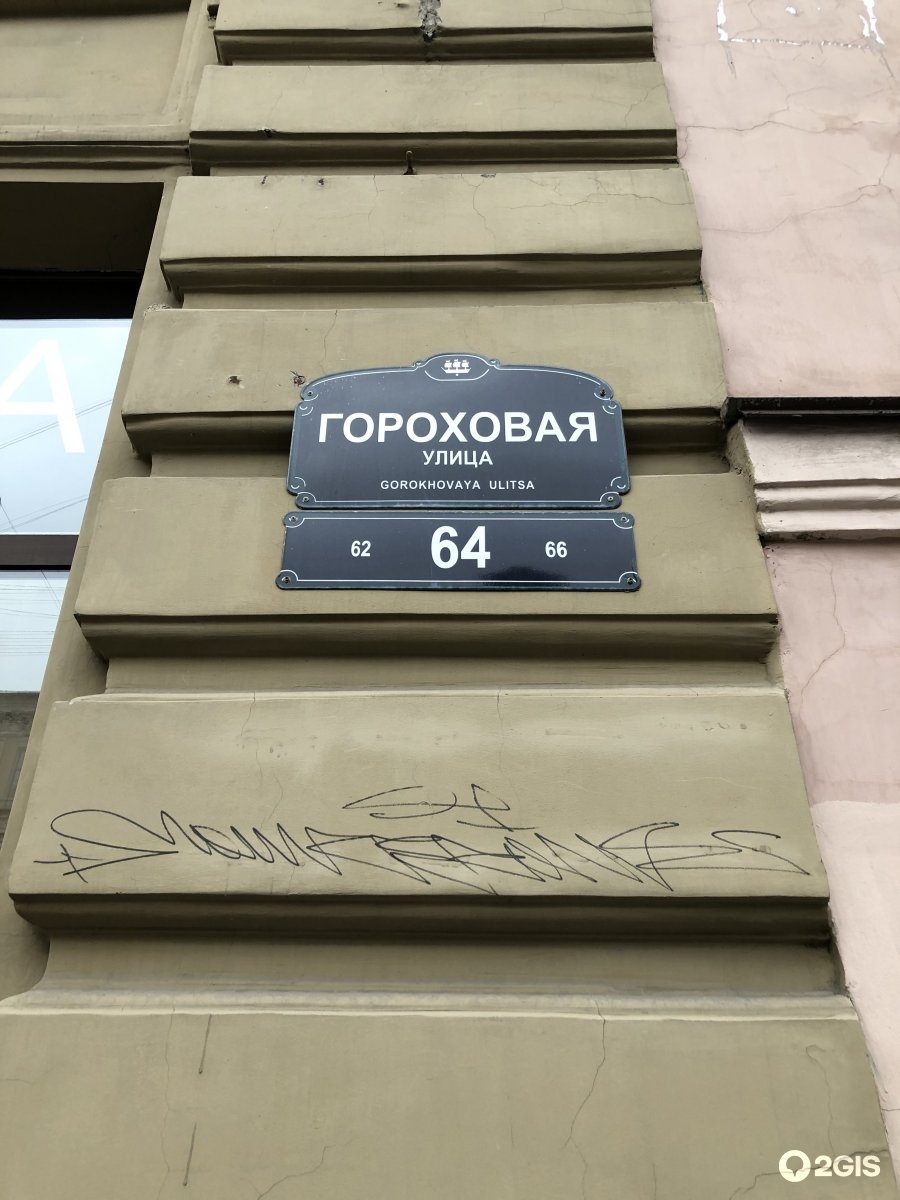 А
ГОРОХОВАЯ
УЛИЦА
GOROKHOVAYA ULITSA
62 64 66
2GIS